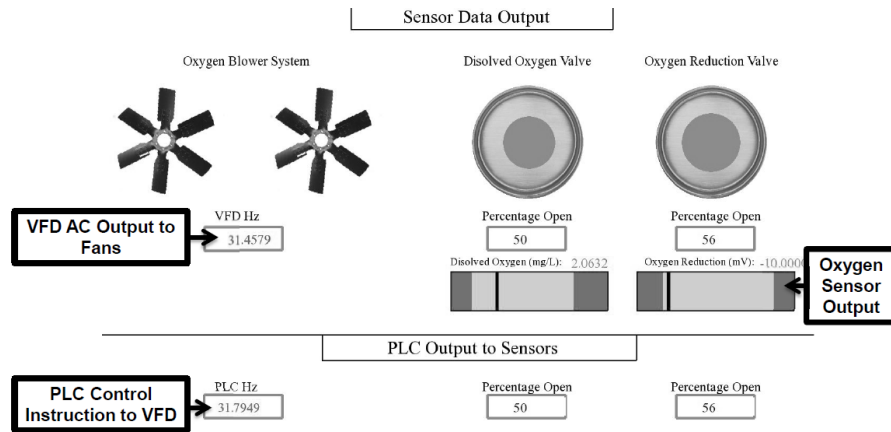 Sensor Data Output
Oxygen Blower System
Disolved Oxygen Valve
Oxygen Reduction Valve
VFD AC Output to
Fans
VFD Hz
31.4579
Percentage Open
50
Percentage Open
56
Disolved Oxygen (mg/L): 2.0632
Oxygen Reduction (mV): -10.0000
Oxygen
Sensor
Output
PLC Output to Sensors
PLC Control
Instruction to VFD
PLC Hz
31.7949
Percentage Open
50
Percentage Open
56